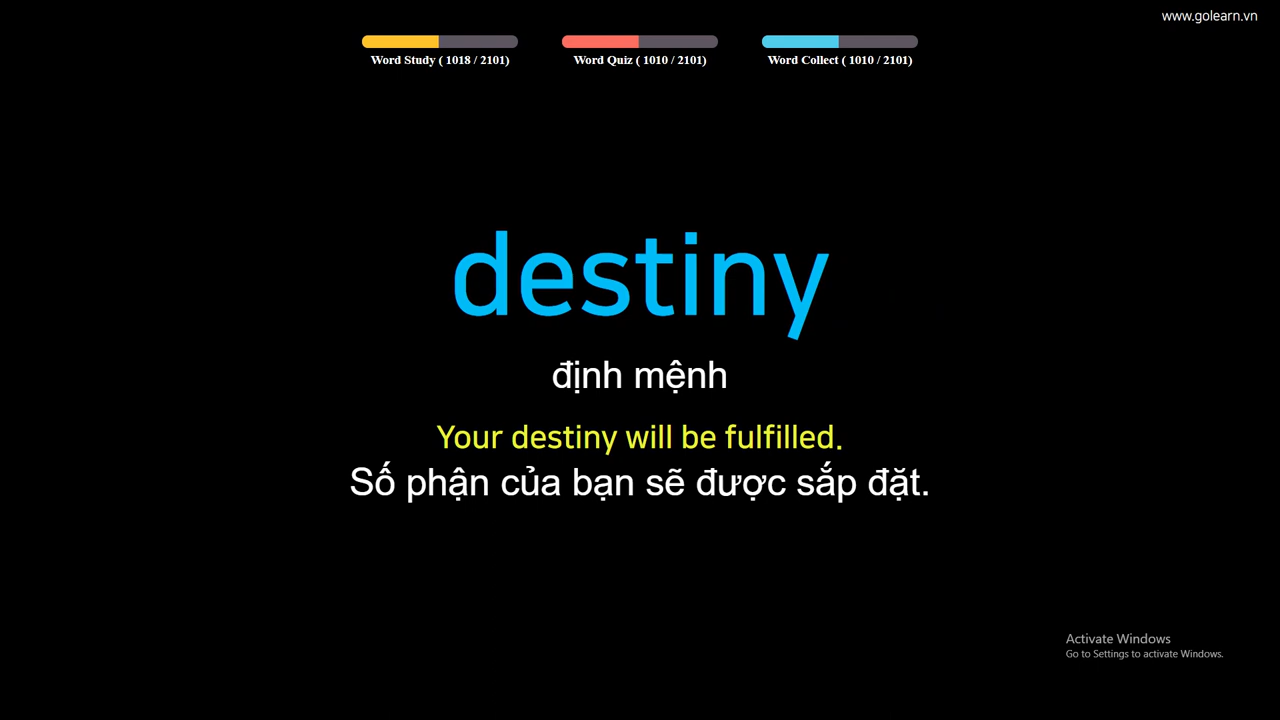 www.golearn.vn
Word Study ( 1018 / 2101)
Word Quiz ( 1010 / 2101)
Word Collect ( 1010 / 2101)
destiny
định mệnh
Your destiny will be fulfilled.
Số phận của bạn sẽ được sắp đặt.
Activate Windows
Go to Settings to activate Windows.